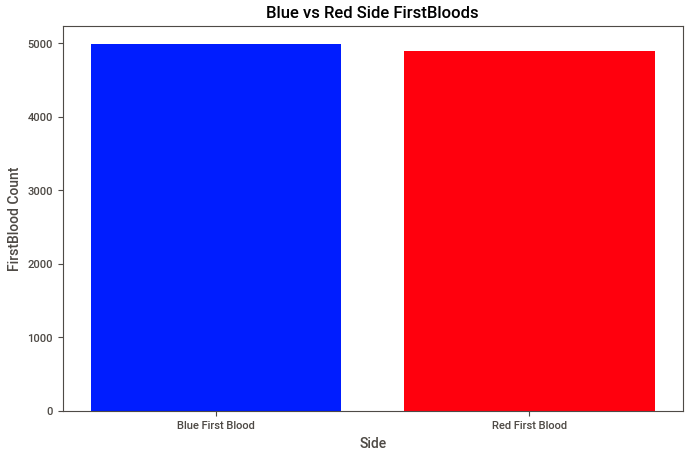 Blue vs Red Side FirstBloods
FirstBlood Count
5000
4000
3000
2000
1000
0
Blue First Blood Red First Blood
Side